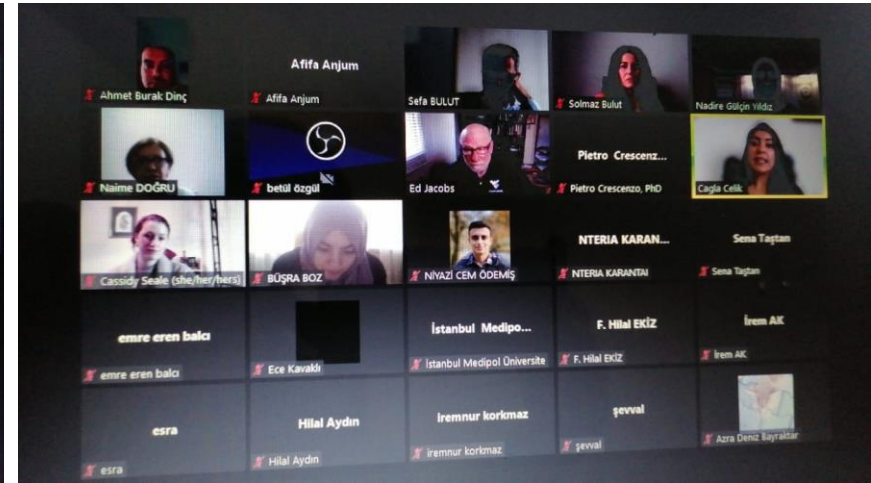 Ahmet Burak Dinç
Afifa Anjum
Afifa Anjum
Sefa BULUT
Solmaz Bulut
Nadire Gülçin Yıldız
Naime DOĞRU
betül özgül
Ed Jacobs
Pietro Crescenz...
Pietro Crescenzo, PhD
Cagla Celik
Cassidy Seale (she/her/hers)
BÜŞRA BOZ
NİYAZİ CEM ÖDEMİŞ
NTERIA KARAN...
NTERIA KARANTAI
Sena Taştan
Sena Taştan
emre eren balcı
emre eren balcı
Ece Kavaklı
İstanbul Medipo...
İstanbul Medipol Üniversite
F. Hilal EKİZ
F. Hilal EKİZ
İrem AK
İrem AK
esra
esra
Hilal Aydın
Hilal Aydın
iremnur korkmaz
iremnur korkmaz
şevval
şevval
Azra Deniz Bayraktar